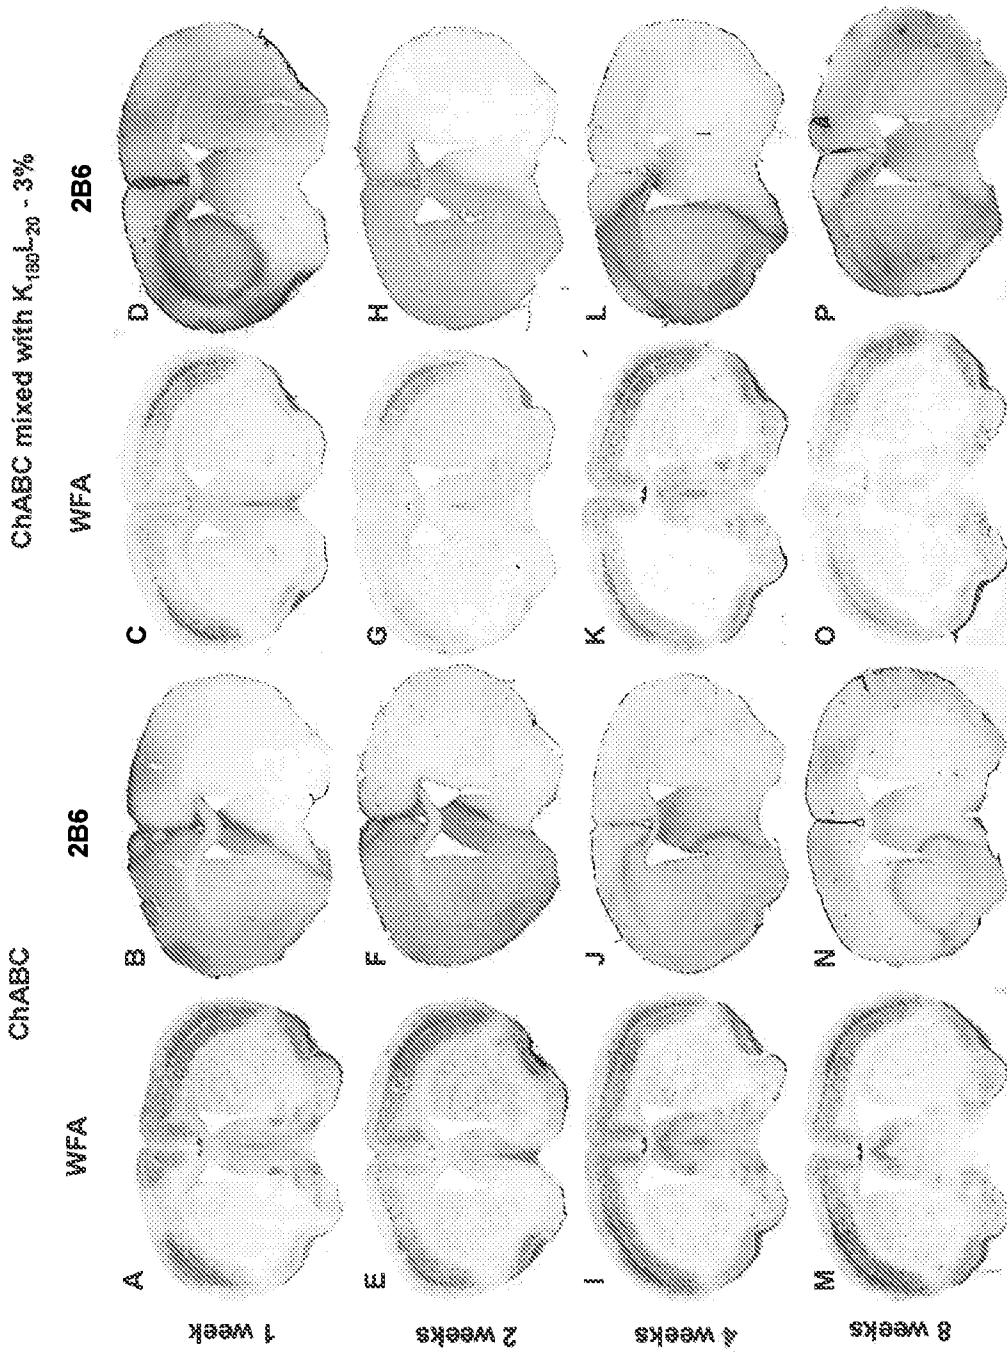 ChABC
ChABC mixed with K₁₈₀L₂₀ - 3%
WFA
2B6
WFA
2B6
1 week
A
B
C
D
2 weeks
E
F
G
H
4 weeks
I
J
K
L
8 weeks
M
N
O
P